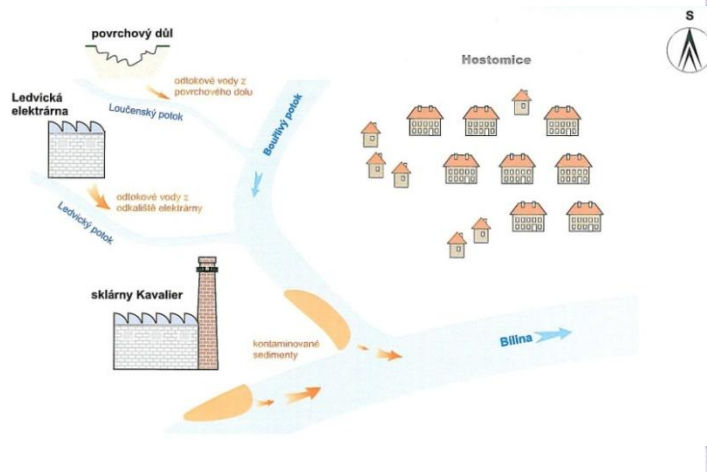 S
povrchový důl
Hostomice
odtokové vody z
povrchového dolu
Ledvická
elektrárna
Loučenský potok
Bouřlivý potok
odtokové vody z
odkaliště elektrárny
Ledvický potok
sklárny Kavalier
kontaminované
sedimenty
Bílina